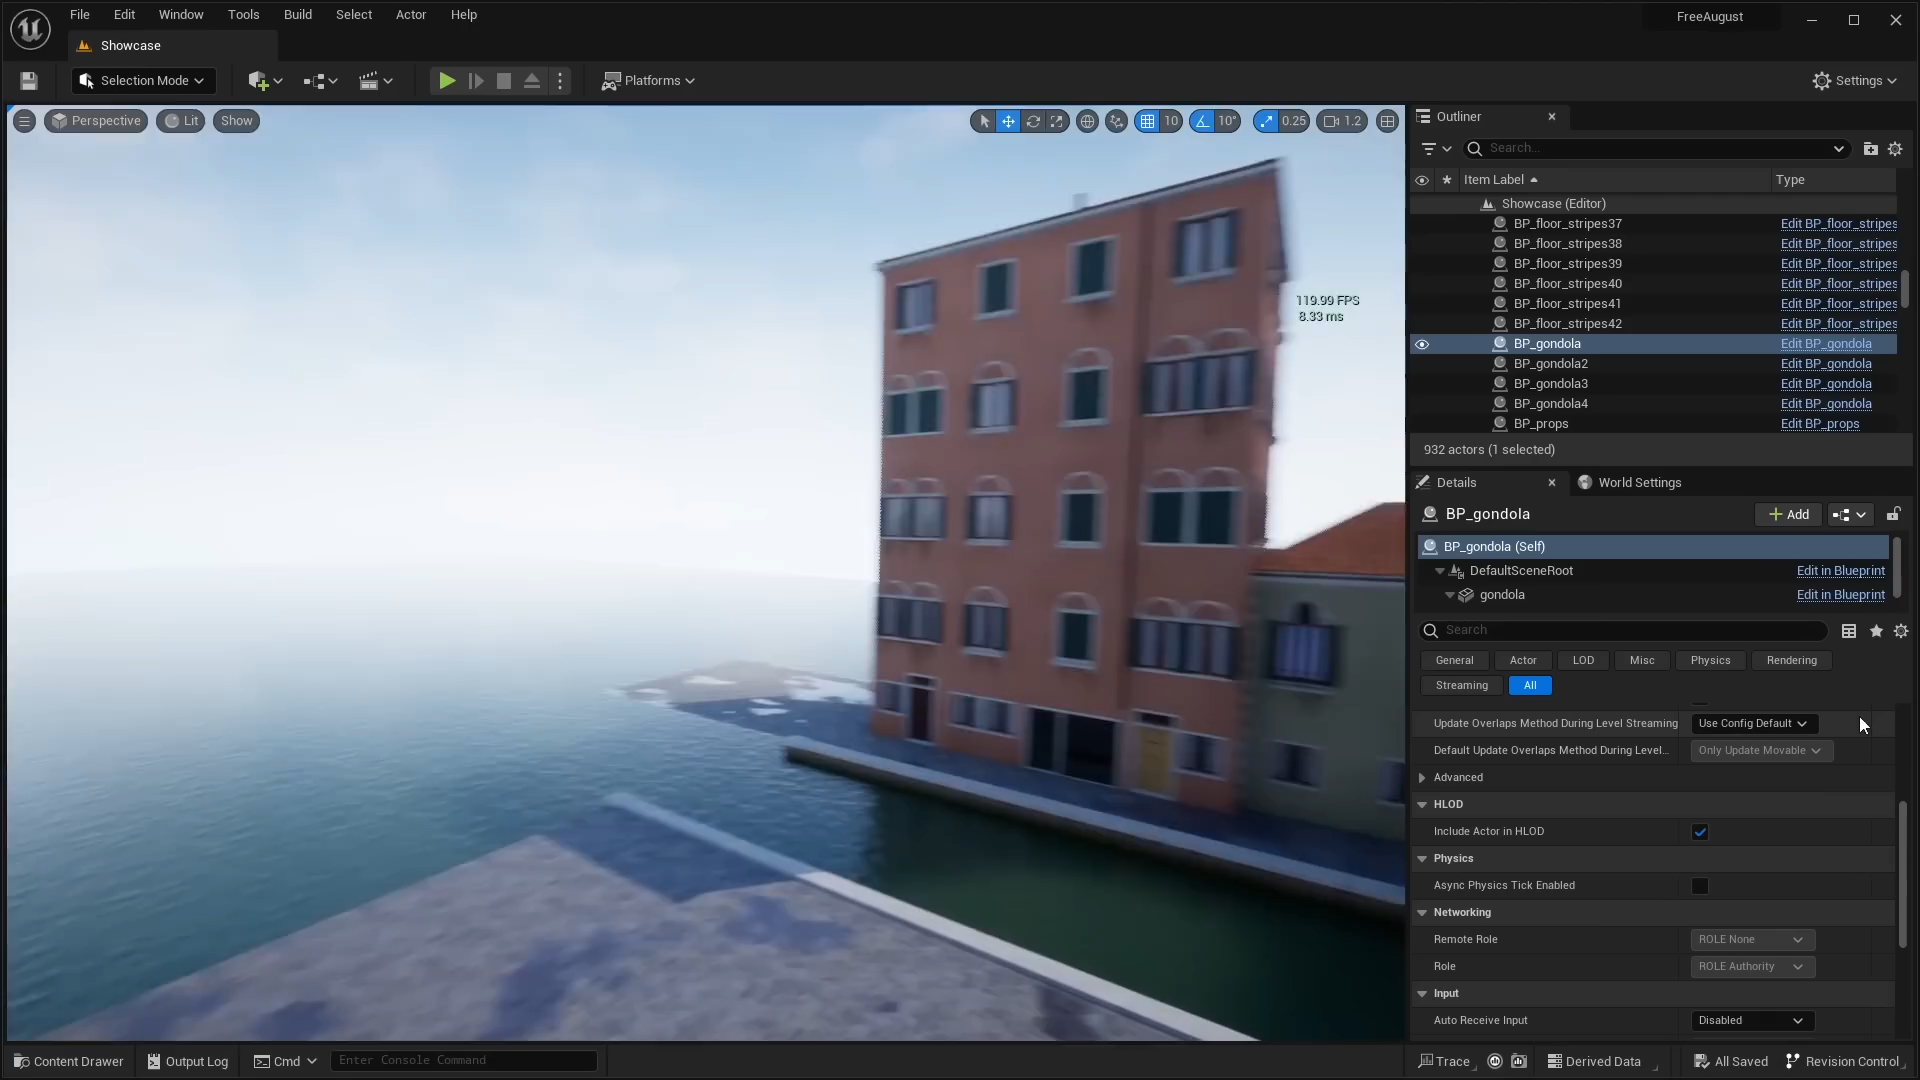 File Edit Window Tools Build Select Actor Help
FreeAugust
Showcase
Selection Mode
Platforms
Settings
Perspective Lit Show
10 10° 0.25 1.2
119.99 FPS
8.33 ms
Outliner
Search...
Item Label Type
Showcase (Editor)
BP_floor_stripes37 Edit BP_floor_stripes
BP_floor_stripes38 Edit BP_floor_stripes
BP_floor_stripes39 Edit BP_floor_stripes
BP_floor_stripes40 Edit BP_floor_stripes
BP_floor_stripes41 Edit BP_floor_stripes
BP_floor_stripes42 Edit BP_floor_stripes
BP_gondola Edit BP_gondola
BP_gondola2 Edit BP_gondola
BP_gondola3 Edit BP_gondola
BP_gondola4 Edit BP_gondola
BP_props Edit BP_props
932 actors (1 selected)
Details World Settings
BP_gondola Add
BP_gondola (Self)
DefaultSceneRoot Edit in Blueprint
gondola Edit in Blueprint
Search
General Actor LOD Misc Physics Rendering
Streaming All
Update Overlaps Method During Level Streaming Use Config Default
Default Update Overlaps Method During Level... Only Update Movable
Advanced
HLOD
Include Actor in HLOD
Physics
Async Physics Tick Enabled
Networking
Remote Role ROLE None
Role ROLE Authority
Input
Auto Receive Input Disabled
Content Drawer Output Log Cmd Enter Console Command
Trace Derived Data All Saved Revision Control